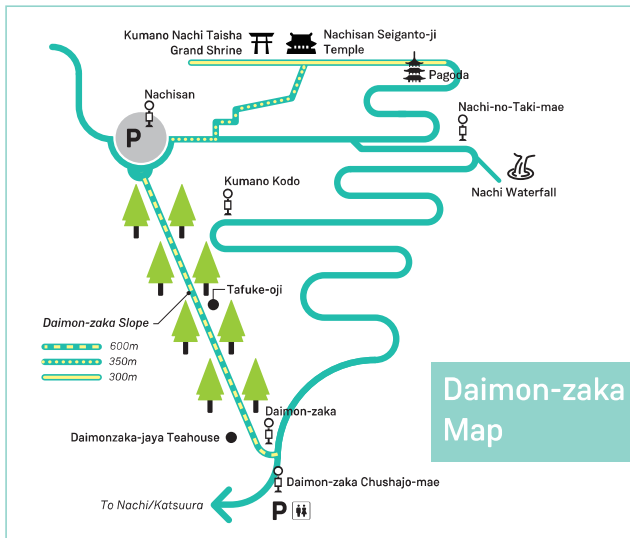 Kumano Nachi Taisha
Grand Shrine
Nachisan Seiganto-ji
Temple
Pagoda
Nachisan
P
Nachi-no-Taki-mae
Kumano Kodo
Nachi Waterfall
Tafuke-oji
Daimon-zaka Slope
600m
350m
300m
Daimon-zaka
Map
Daimon-zaka
Daimonzaka-jaya Teahouse
Daimon-zaka Chushajo-mae
To Nachi/Katsuura
P